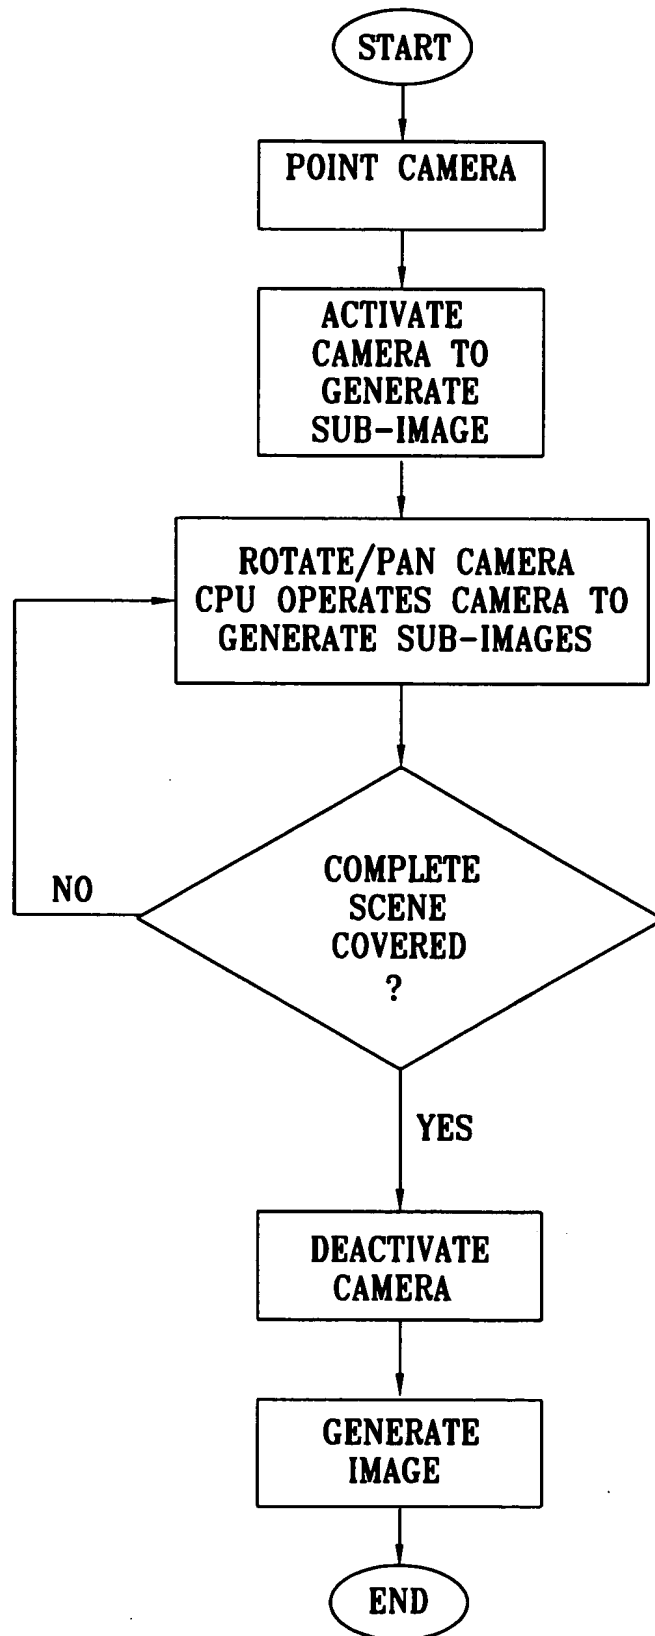 START
POINT CAMERA
ACTIVATE
CAMERA TO
GENERATE
SUB-IMAGE
ROTATE/PAN CAMERA
CPU OPERATES CAMERA TO
GENERATE SUB-IMAGES
COMPLETE
SCENE
COVERED
?
NO
YES
DEACTIVATE
CAMERA
GENERATE
IMAGE
END